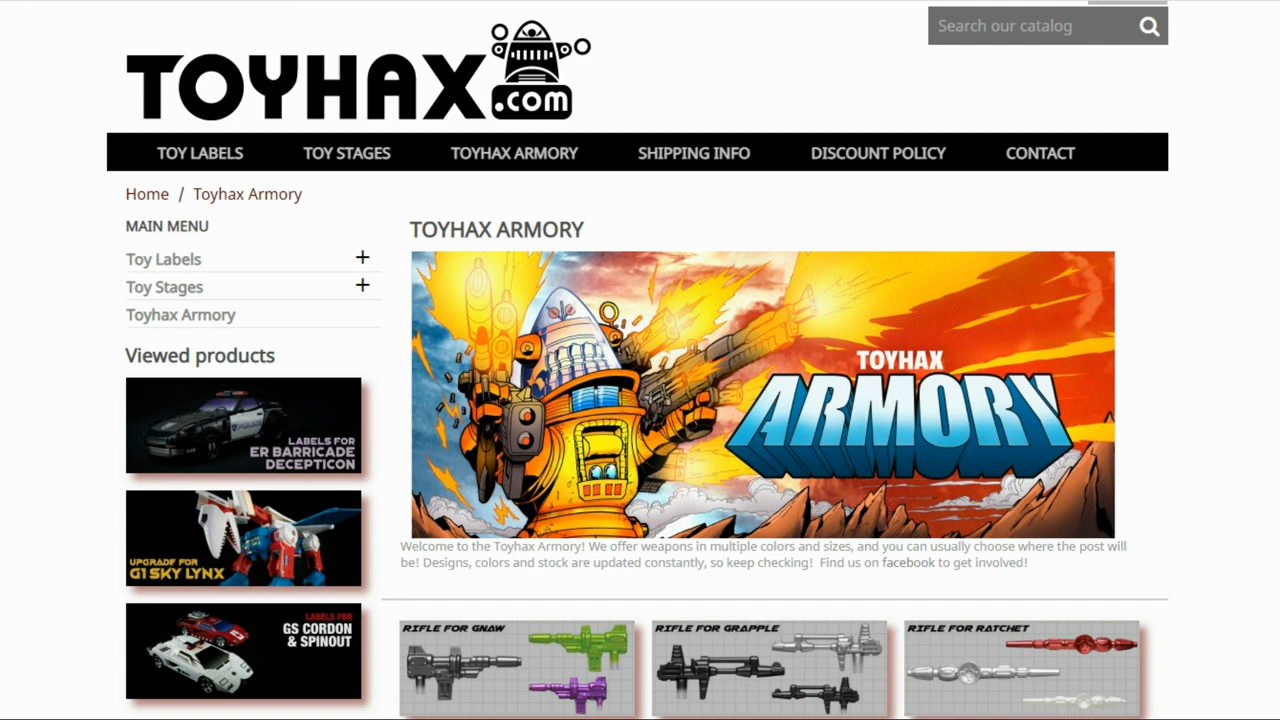 Search our catalog
TOYHAX
.com
TOY LABELS
TOY STAGES
TOYHAX ARMORY
SHIPPING INFO
DISCOUNT POLICY
CONTACT
Home / Toyhax Armory
MAIN MENU
Toy Labels +
Toy Stages +
Toyhax Armory
Viewed products
LABELS FOR
ER BARRICADE
DECEPTICON
UPGRADE FOR
G1 SKY LYNX
LABELS FOR
GS CORDON
& SPINOUT
TOYHAX ARMORY
TOYHAX
ARMORY
Welcome to the Toyhax Armory! We offer weapons in multiple colors and sizes, and you can usually choose where the post will
be! Designs, colors and stock are updated constantly, so keep checking! Find us on facebook to get involved!
RIFLE FOR GNAW
RIFLE FOR GRAPPLE
RIFLE FOR RATCHET